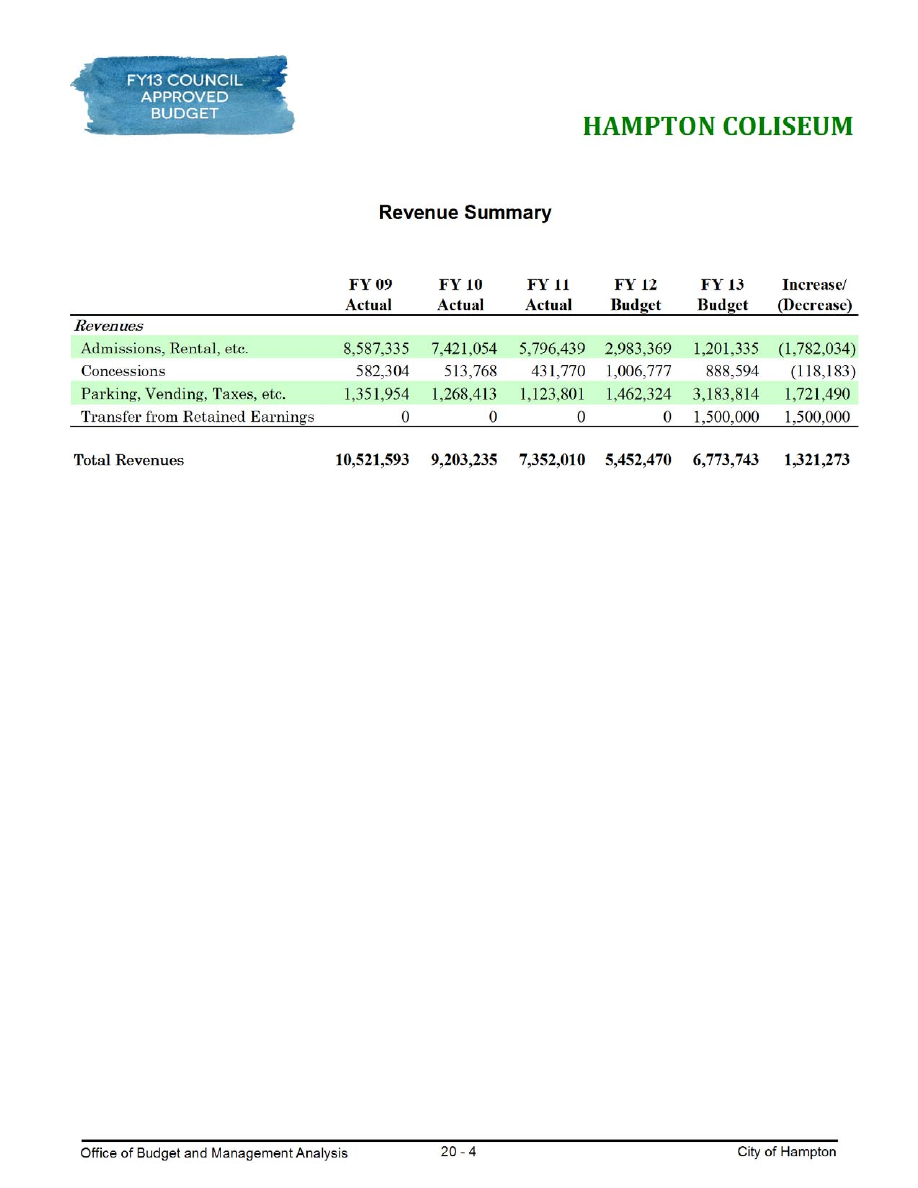 FY13 COUNCIL
APPROVED
BUDGET
HAMPTON COLISEUM
Revenue Summary
FY 09 FY 10 FY 11 FY 12 FY 13 Increase/
Actual Actual Actual Budget Budget (Decrease)
Revenues
Admissions, Rental, etc. 8,587,335 7,421,054 5,796,439 2,983,369 1,201,335 (1,782,034)
Concessions 582,304 513,768 431,770 1,006,777 888,594 (118,183)
Parking, Vending, Taxes, etc. 1,351,954 1,268,413 1,123,801 1,462,324 3,183,814 1,721,490
Transfer from Retained Earnings 0 0 0 0 1,500,000 1,500,000
Total Revenues 10,521,593 9,203,235 7,352,010 5,452,470 6,773,743 1,321,273
Office of Budget and Management Analysis 20 - 4 City of Hampton